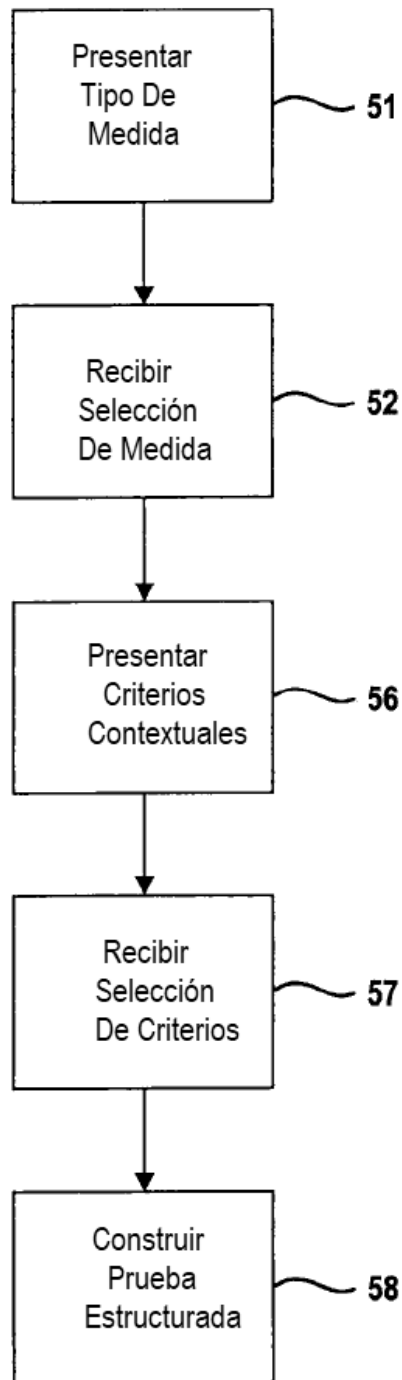 Presentar
Tipo De
Medida
51
Recibir
Selección
De Medida
52
Presentar
Criterios
Contextuales
56
Recibir
Selección
De Criterios
57
Construir
Prueba
Estructurada
58